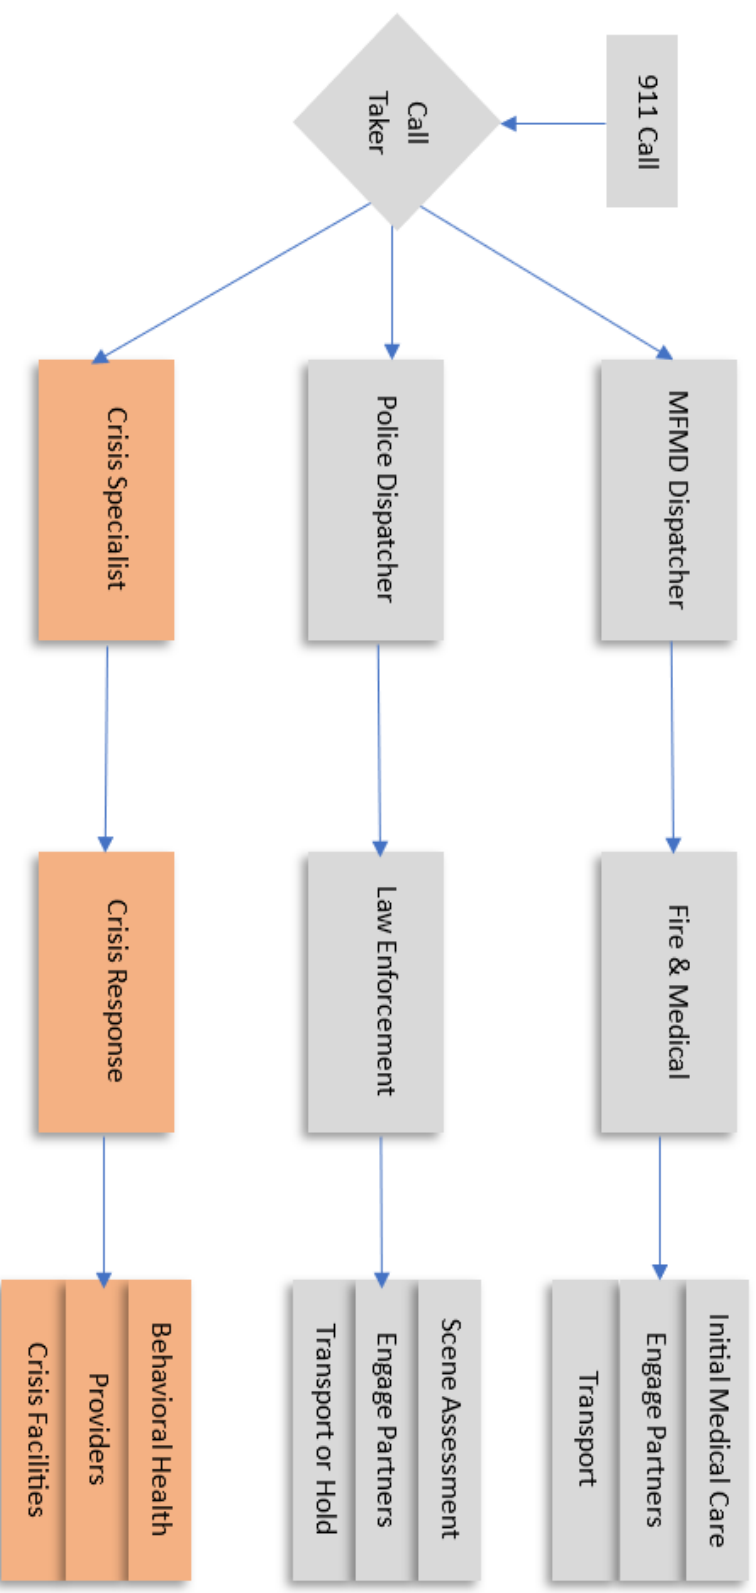 911 Call
Call
Taker
MFMD Dispatcher
Fire & Medical
Initial Medical Care
Engage Partners
Transport
Police Dispatcher
Law Enforcement
Scene Assessment
Engage Partners
Transport or Hold
Crisis Specialist
Crisis Response
Behavioral Health
Providers
Crisis Facilities